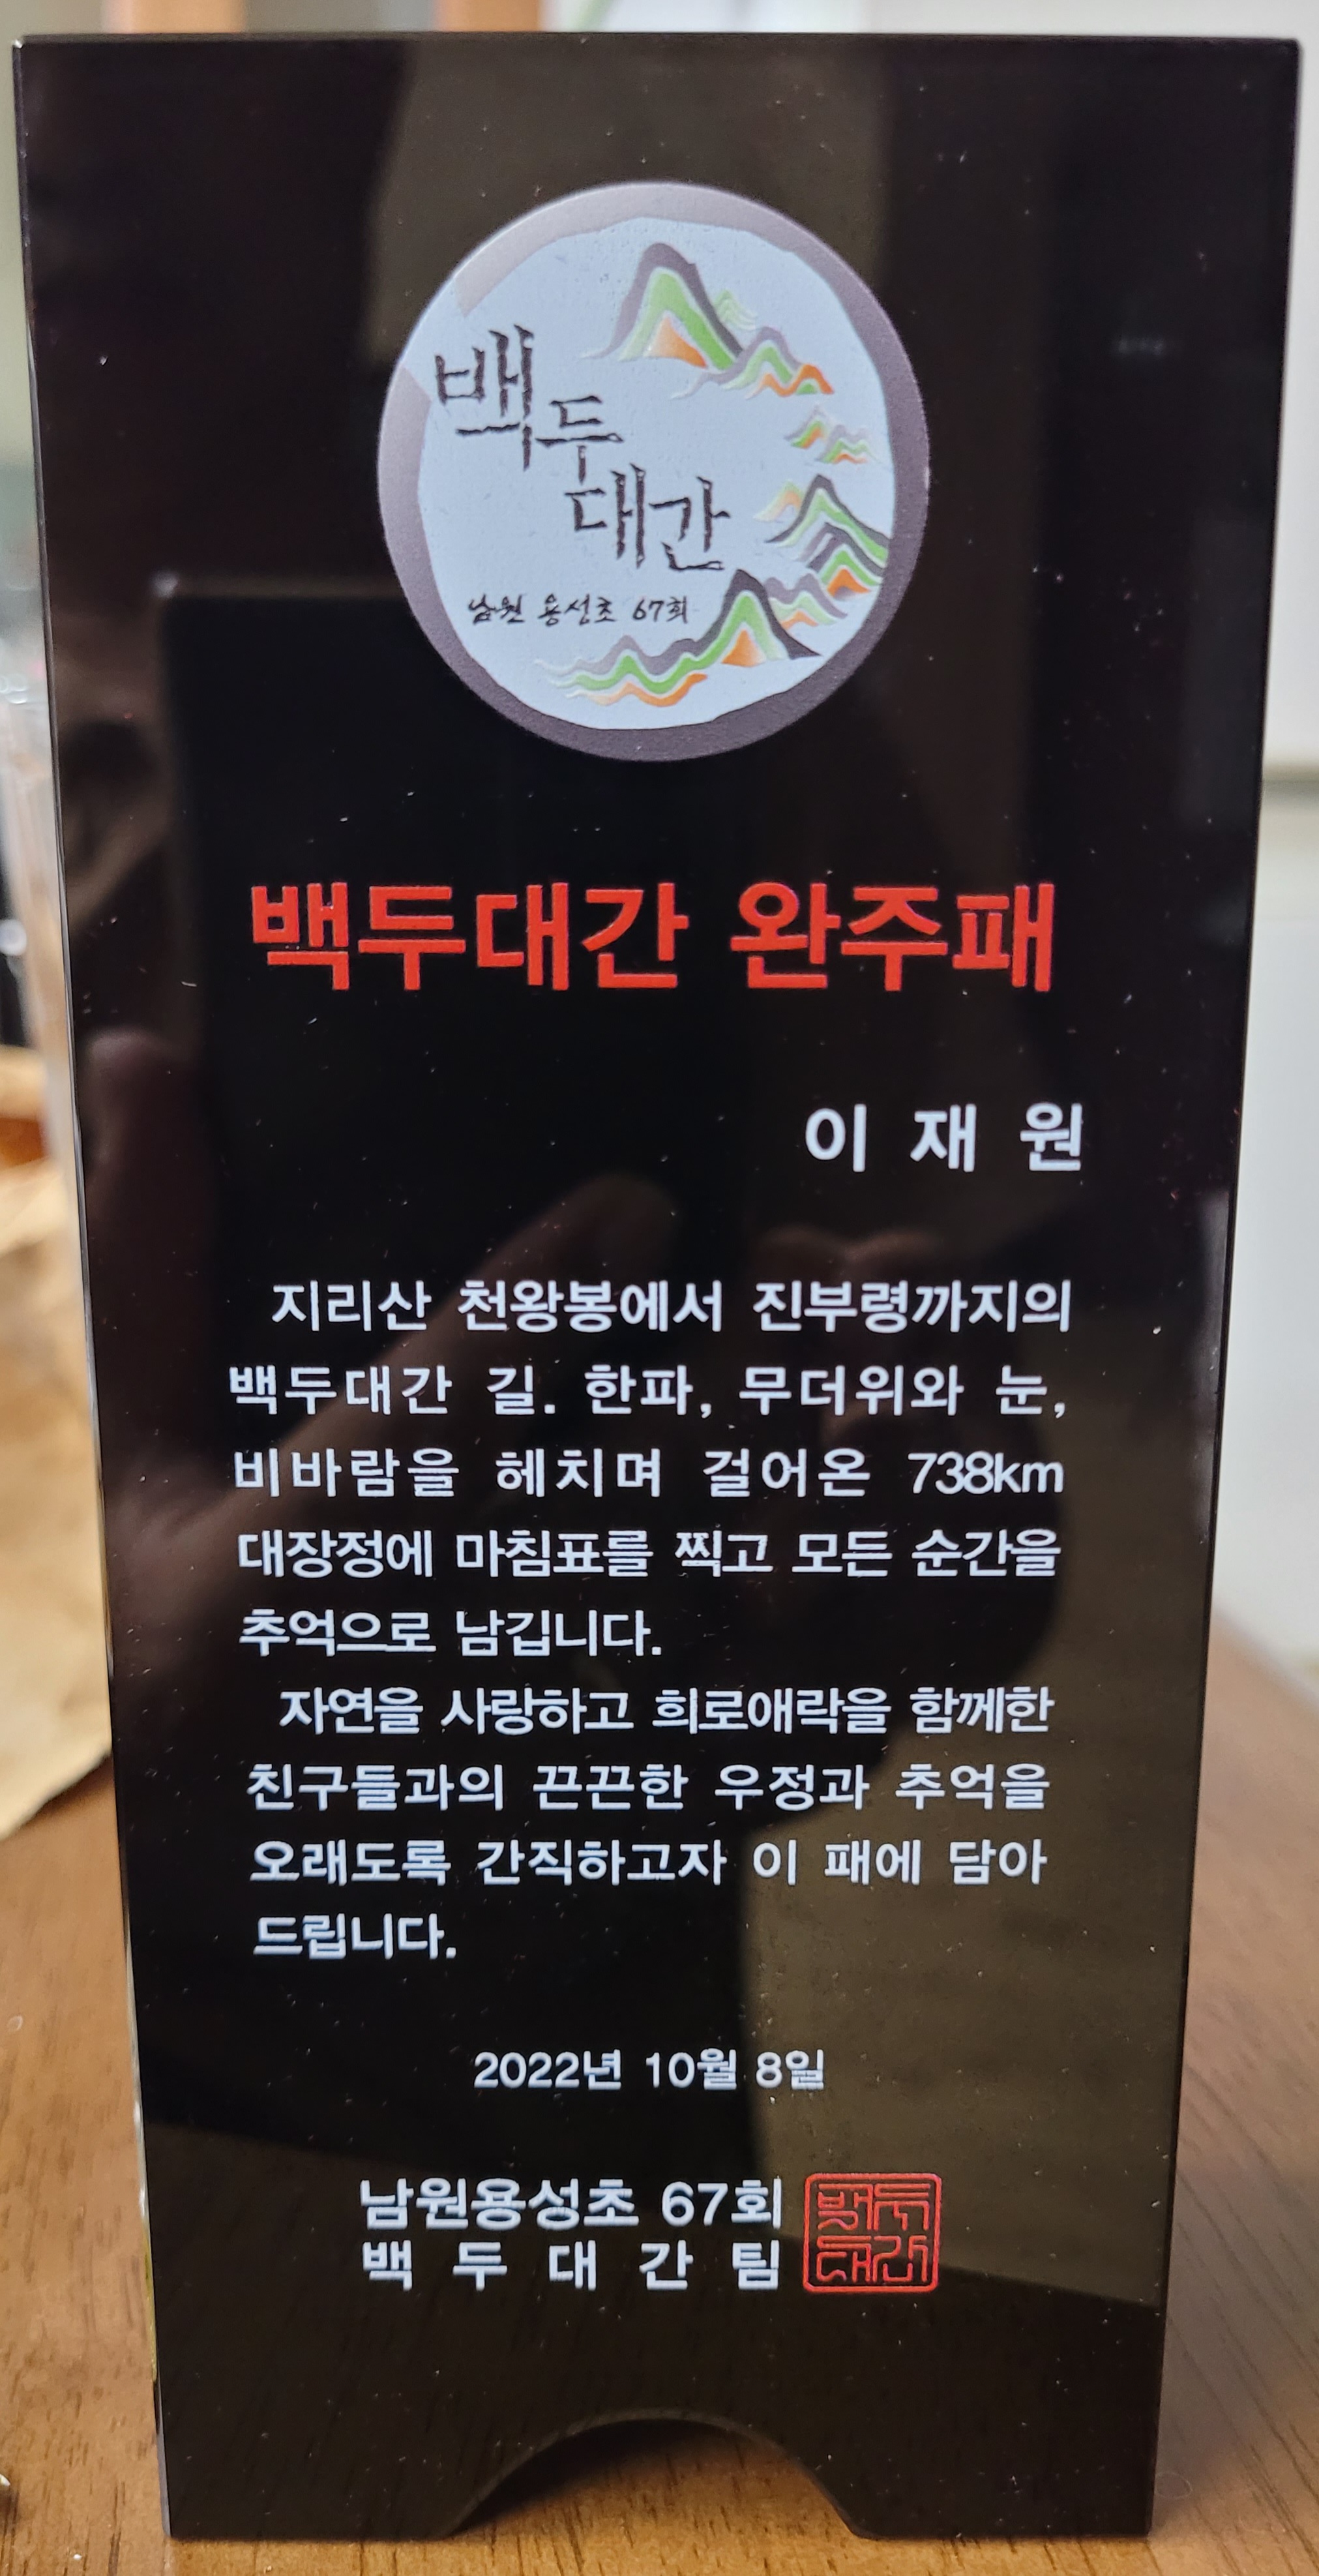 백두
대간
남원 용성초 67회
백두대간 완주패
이 재 원
지리산 천왕봉에서 진부령까지의
백두대간 길. 한파, 무더위와 눈,
비바람을 헤치며 걸어온 738km
대장정에 마침표를 찍고 모든 순간을
추억으로 남깁니다.
자연을 사랑하고 희로애락을 함께한
친구들과의 끈끈한 우정과 추억을
오래도록 간직하고자 이 패에 담아
드립니다.
2022년 10월 8일
남원용성초 67회
백 두 대 간 팀
백두
대간